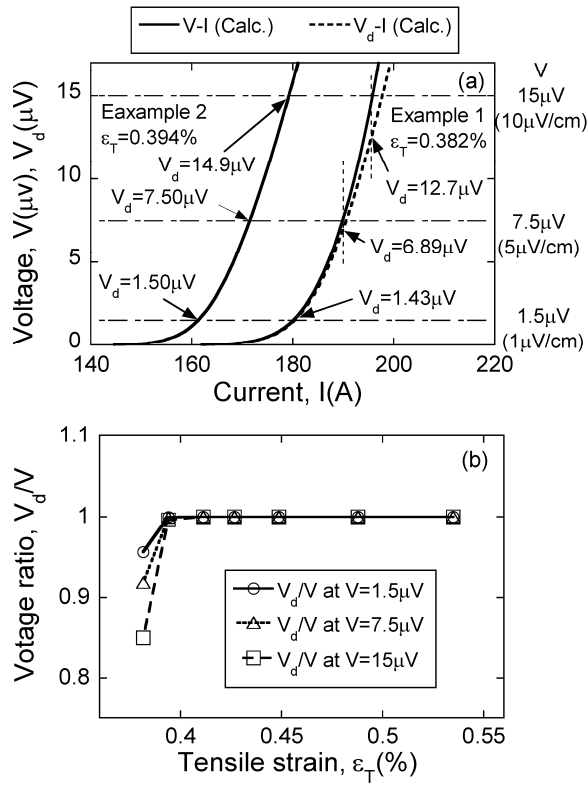 V-I (Calc.) V_d-I (Calc.)
(a)
Voltage, V(μv), V_d(μV)
15
10
5
0
140 160 180 200 220
Current, I(A)
Eaxample 2
ε_T=0.394%
V_d=14.9μV
V_d=7.50μV
V_d=1.50μV
Example 1
ε_T=0.382%
V_d=12.7μV
V_d=6.89μV
V_d=1.43μV
V
15μV
(10μV/cm)
7.5μV
(5μV/cm)
1.5μV
(1μV/cm)
(b)
Votage ratio, V_d/V
1.1
1
0.9
0.8
V_d/V at V=1.5μV
V_d/V at V=7.5μV
V_d/V at V=15μV
0.4 0.45 0.5 0.55
Tensile strain, ε_T(%)